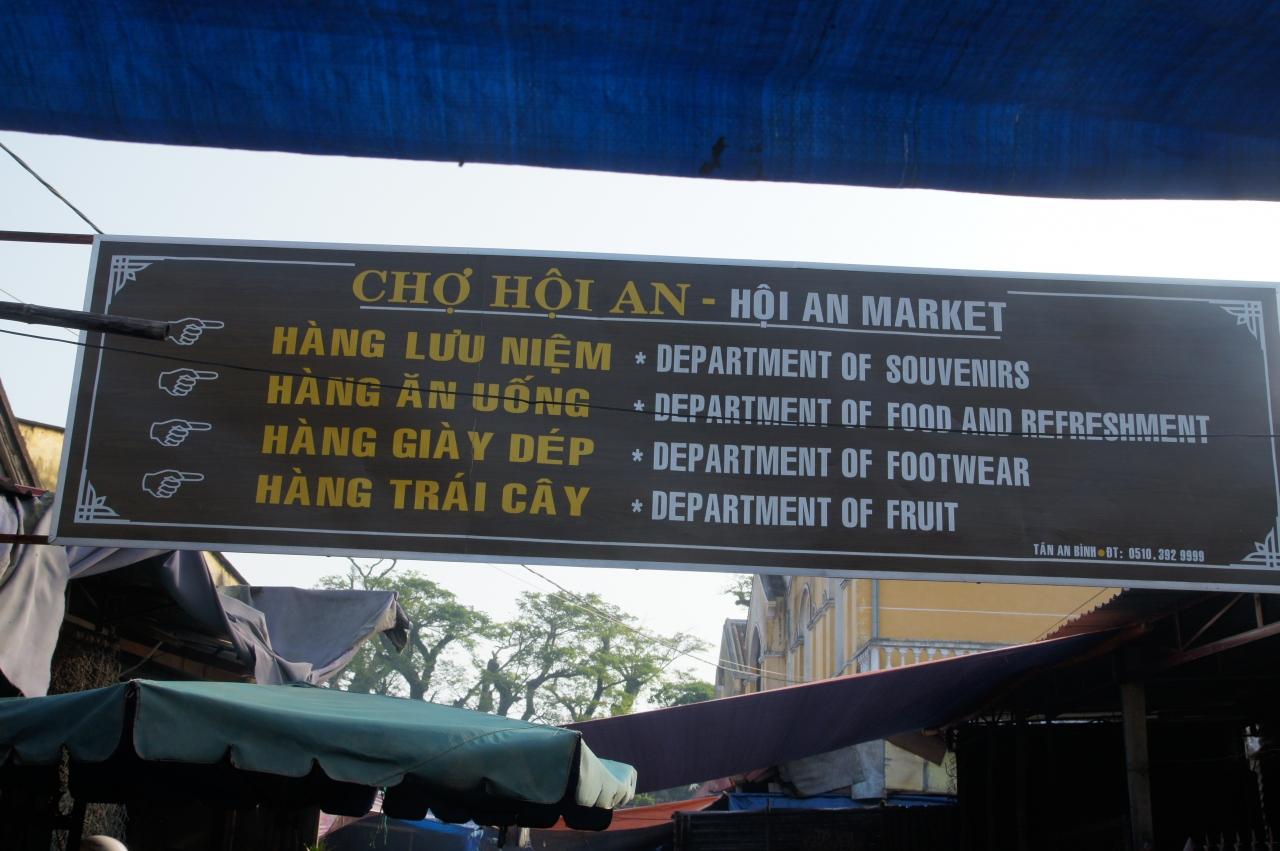 CHỢ HỘI AN - HỘI AN MARKET
HÀNG LƯU NIỆM * DEPARTMENT OF SOUVENIRS
HÀNG ĂN UỐNG * DEPARTMENT OF FOOD AND REFRESHMENT
HÀNG GIÀY DÉP * DEPARTMENT OF FOOTWEAR
HÀNG TRÁI CÂY * DEPARTMENT OF FRUIT
TÂN AN BÌNH ● ĐT: 0510.392 9999